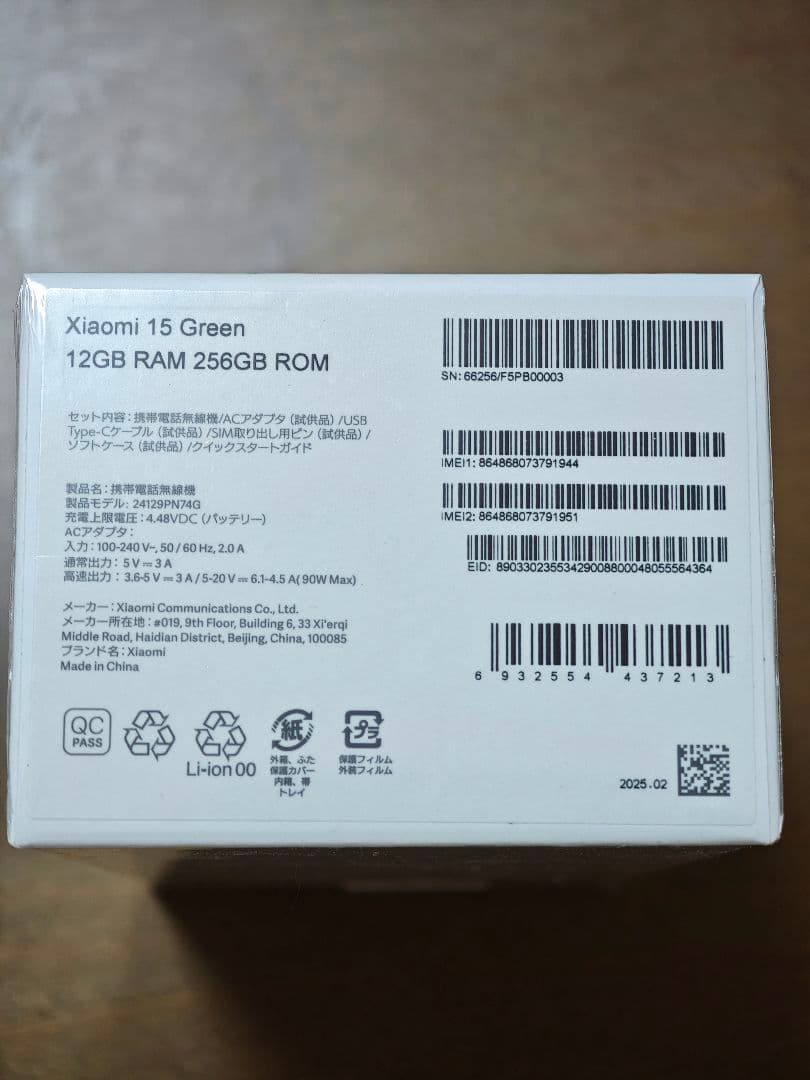 Xiaomi 15 Green
12GB RAM 256GB ROM
セット内容：携帯電話無線機/ACアダプタ（試供品）/USB
Type-Cケーブル（試供品）/SIM取り出し用ピン（試供品）/
ソフトケース（試供品）/クイックスタートガイド
製品名：携帯電話無線機
製品モデル：24129PN74G
充電上限電圧：4.48VDC（バッテリー）
ACアダプタ：
入力：100-240 V~, 50 / 60 Hz, 2.0 A
通常出力： 5 V ⎓ 3 A
高速出力： 3.6-5 V ⎓ 3 A / 5-20 V ⎓ 6.1-4.5 A( 90W Max)
メーカー：Xiaomi Communications Co., Ltd.
メーカー所在地：#019, 9th Floor, Building 6, 33 Xi'erqi
Middle Road, Haidian District, Beijing, China, 100085
ブランド名：Xiaomi
Made in China
SN: 66256/F5PB00003
IMEI1: 864868073791944
IMEI2: 864868073791951
EID: 89033023553429008800048055564364
6 932554 437213
QC
PASS
Li-ion 00
紙
外箱、ふた
保護カバー
内箱、帯
トレイ
プラ
保護フィルム
外装フィルム
2025.02